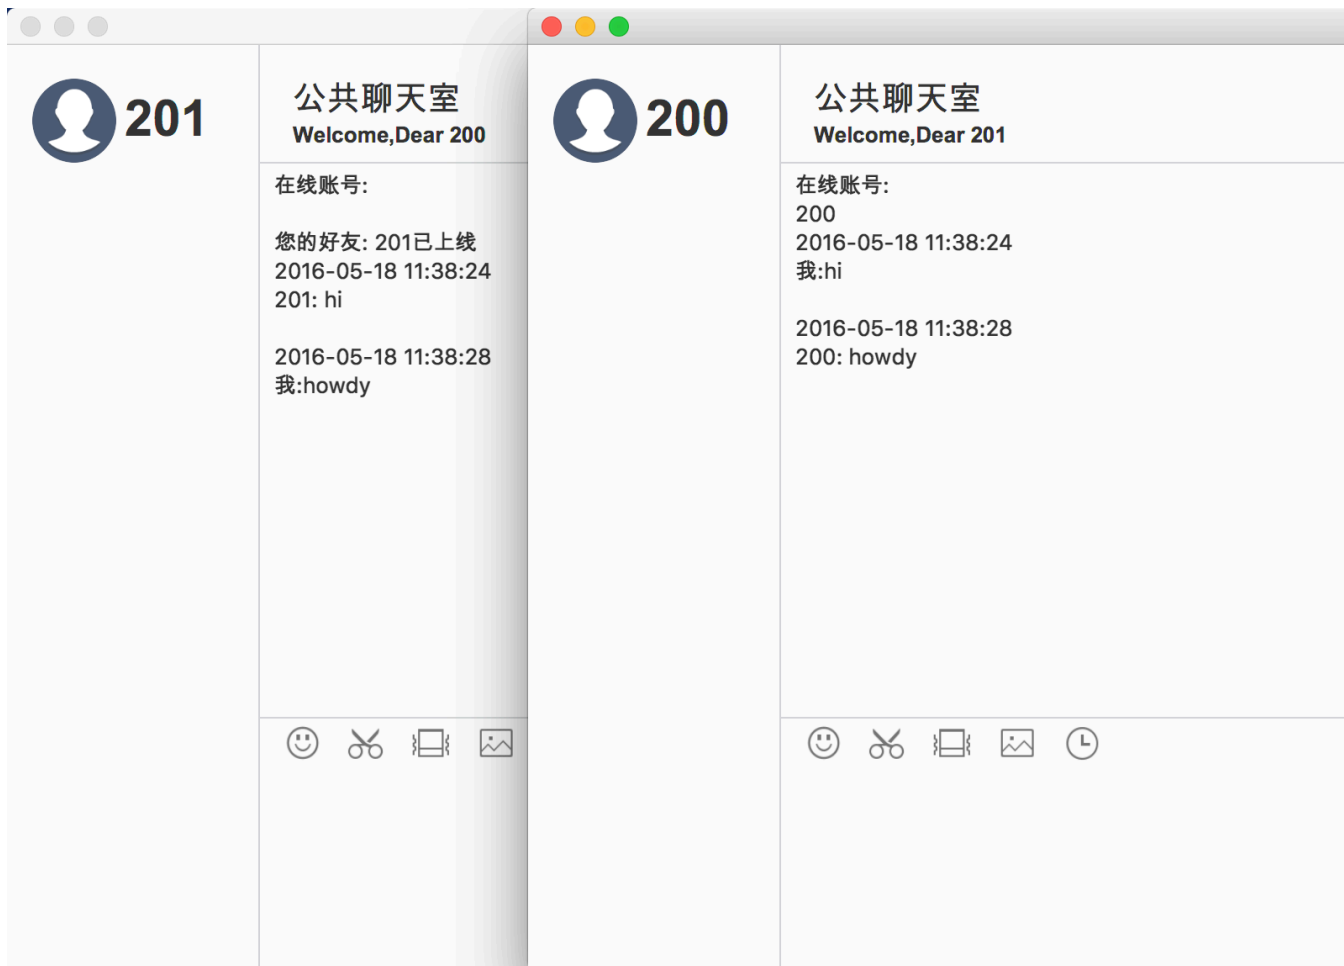 201
公共聊天室
Welcome,Dear 200
在线账号:
您的好友: 201已上线
2016-05-18 11:38:24
201: hi
2016-05-18 11:38:28
我:howdy
200
公共聊天室
Welcome,Dear 201
在线账号:
200
2016-05-18 11:38:24
我:hi
2016-05-18 11:38:28
200: howdy